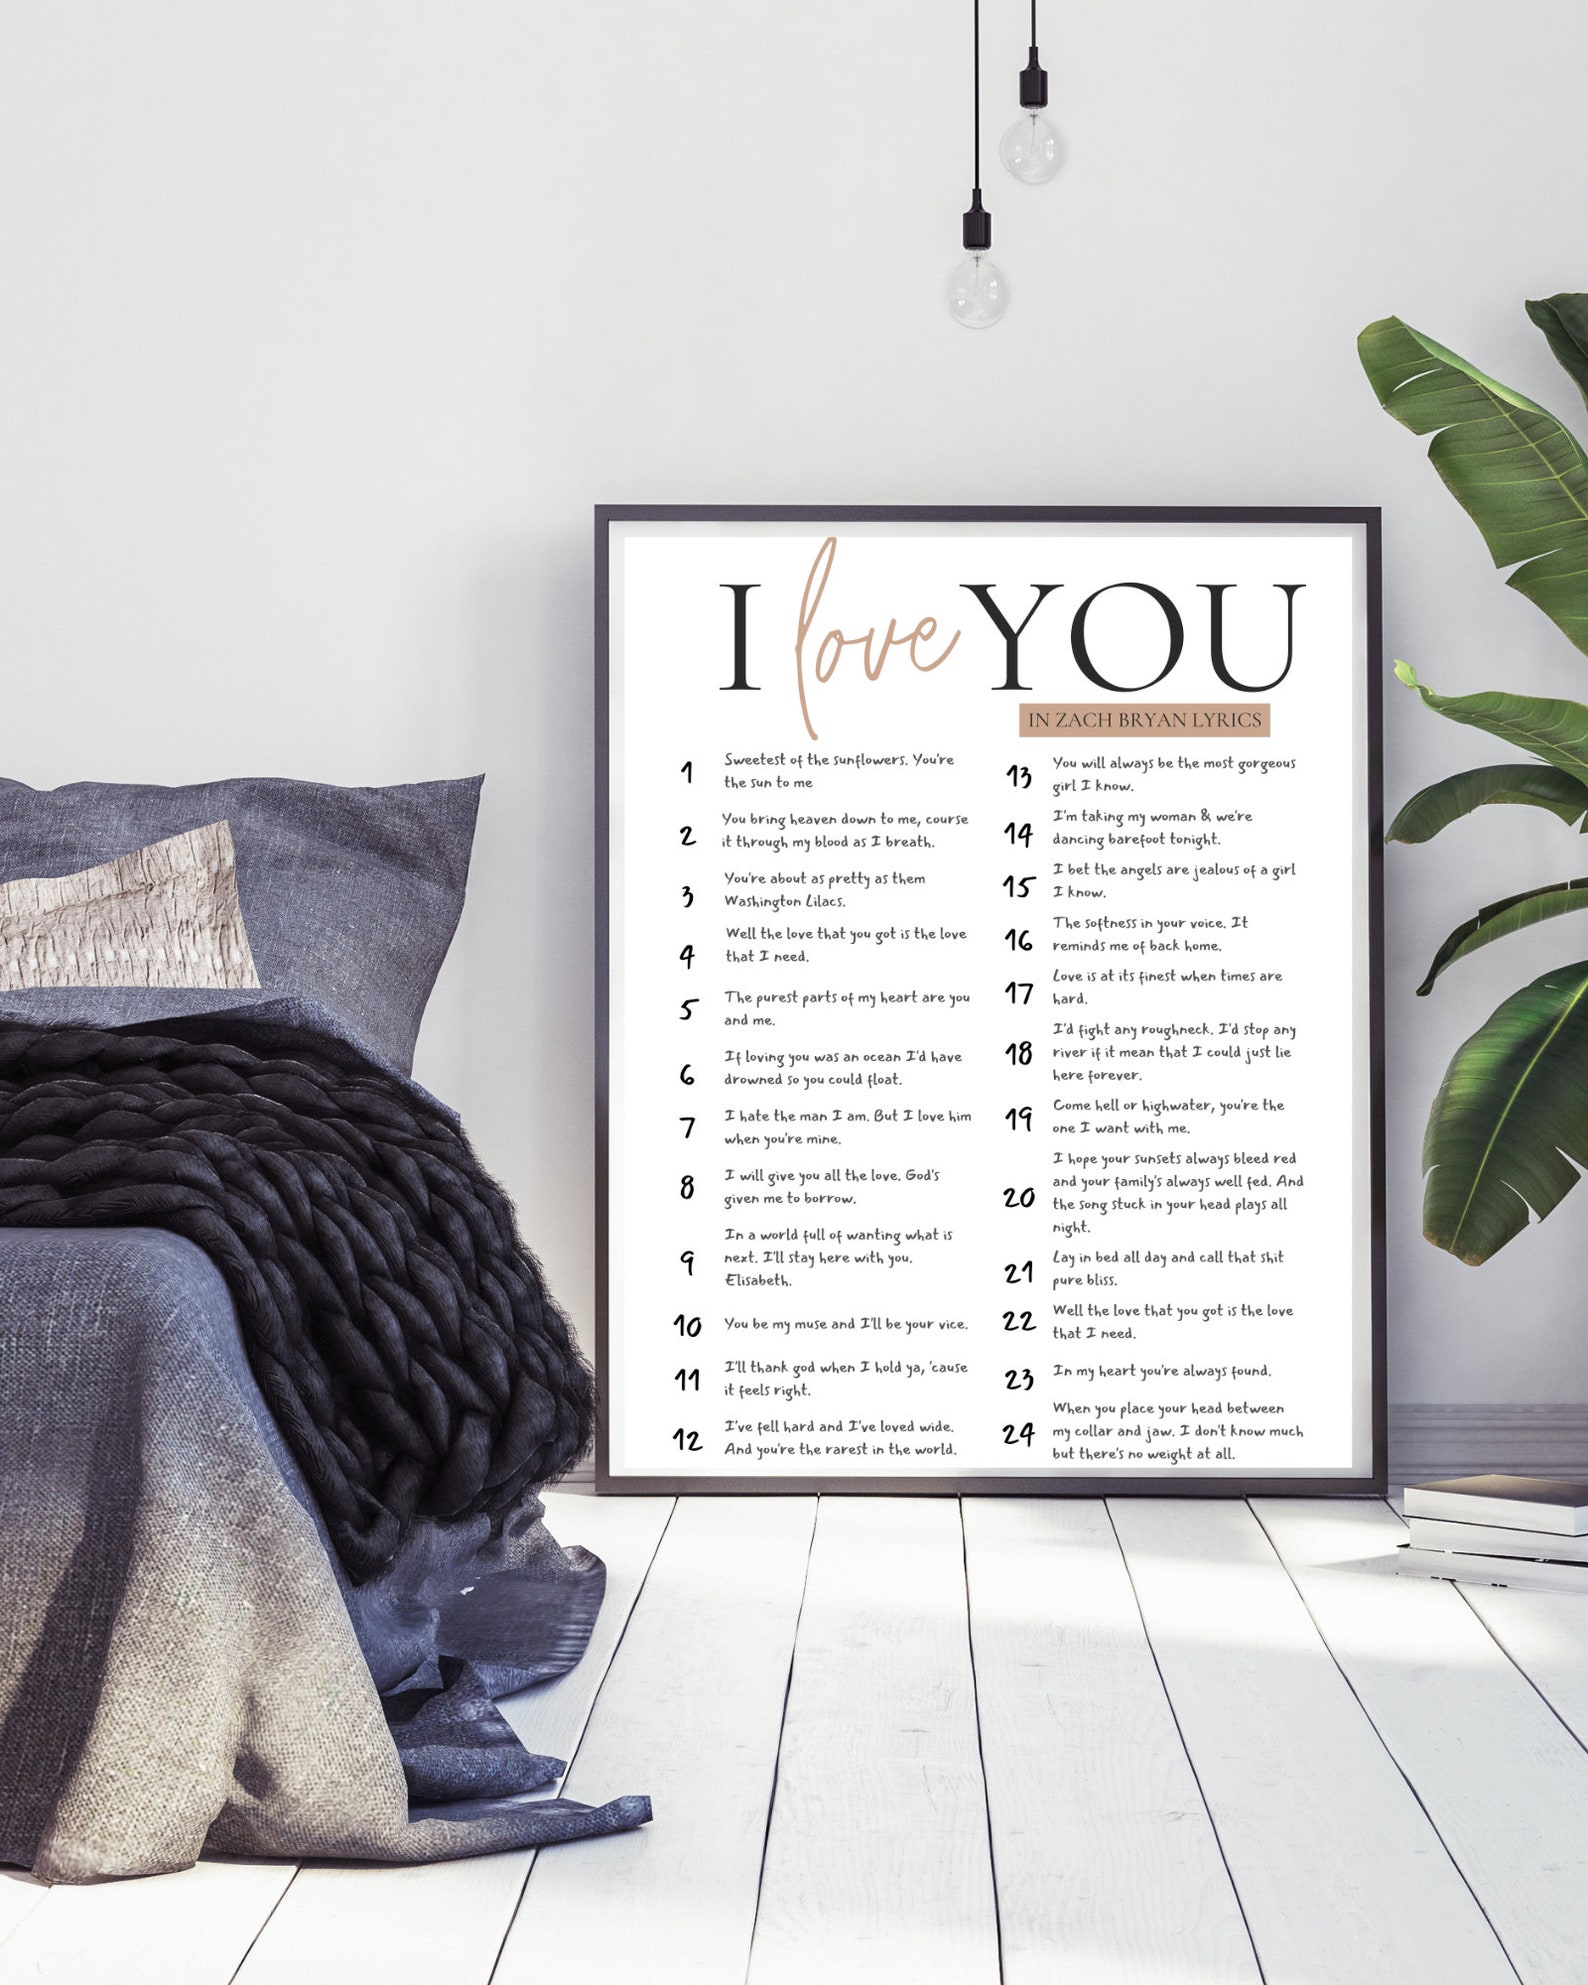 I love YOU
IN ZACH BRYAN LYRICS
1 Sweetest of the sunflowers. You're
the sun to me
2 You bring heaven down to me, course
it through my blood as I breath.
3 You're about as pretty as them
Washington Lilacs.
4 Well the love that you got is the love
that I need.
5 The purest parts of my heart are you
and me.
6 If loving you was an ocean I'd have
drowned so you could float.
7 I hate the man I am. But I love him
when you're mine.
8 I will give you all the love. God's
given me to borrow.
9 In a world full of wanting what is
next. I'll stay here with you.
Elisabeth.
10 You be my muse and I'll be your vice.
11 I'll thank god when I hold ya, 'cause
it feels right.
12 I've fell hard and I've loved wide.
And you're the rarest in the world.
13 You will always be the most gorgeous
girl I know.
14 I'm taking my woman & we're
dancing barefoot tonight.
15 I bet the angels are jealous of a girl
I know.
16 The softness in your voice. It
reminds me of back home.
17 Love is at its finest when times are
hard.
18 I'd fight any roughneck. I'd stop any
river if it mean that I could just lie
here forever.
19 Come hell or highwater, you're the
one I want with me.
20 I hope your sunsets always bleed red
and your family's always well fed. And
the song stuck in your head plays all
night.
21 Lay in bed all day and call that shit
pure bliss.
22 Well the love that you got is the love
that I need.
23 In my heart you're always found.
24 When you place your head between
my collar and jaw. I don't know much
but there's no weight at all.